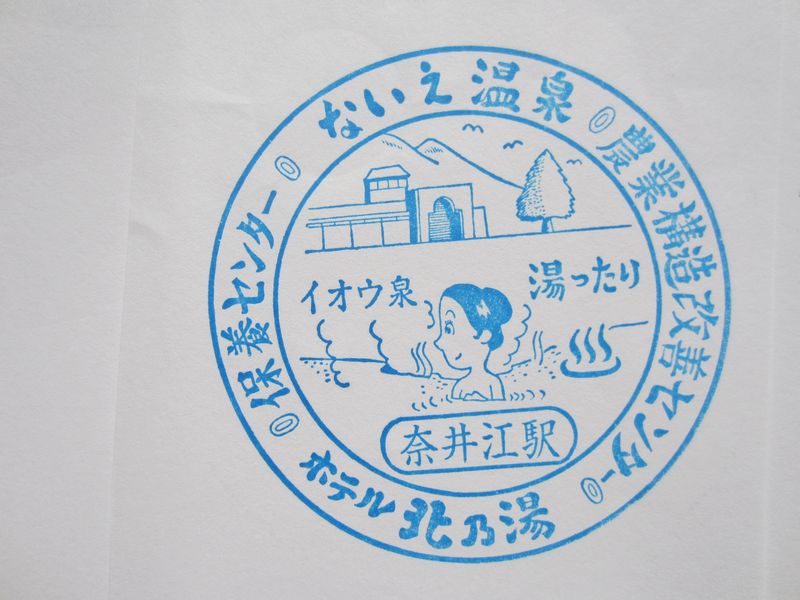 ないえ温泉
農業構造改善センター
保養センター
ホテル北乃湯
イオウ泉
湯ったり
奈井江駅